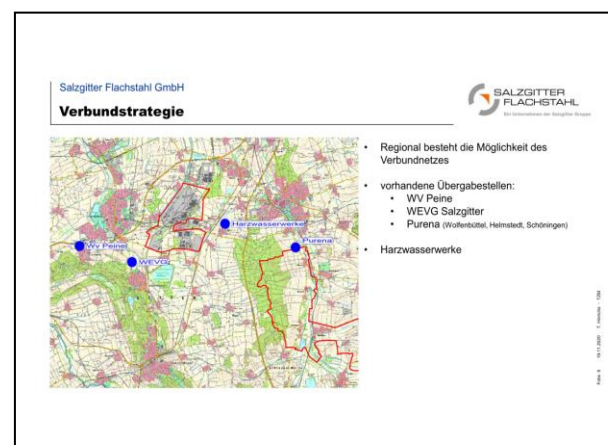 Salzgitter Flachstahl GmbH
Verbundstrategie
SALZGITTER
FLACHSTAHL
Ein Unternehmen der Salzgitter Gruppe
Wv Peine
WEVG
Harzwasserwerke
Purena
• Regional besteht die Möglichkeit des
Verbundnetzes
• vorhandene Übergabestellen:
• WV Peine
• WEVG Salzgitter
• Purena (Wolfenbüttel, Helmstedt, Schöningen)
• Harzwasserwerke